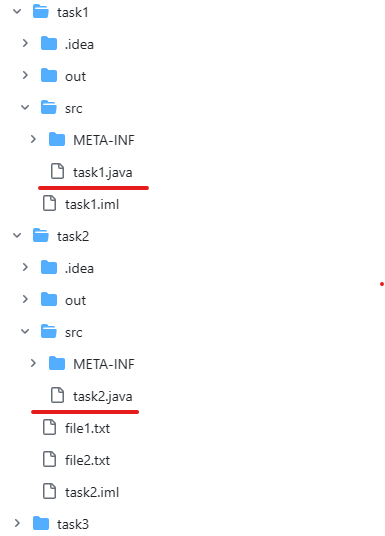 task1
.idea
out
src
META-INF
task1.java
task1.iml
task2
.idea
out
src
META-INF
task2.java
file1.txt
file2.txt
task2.iml
task3